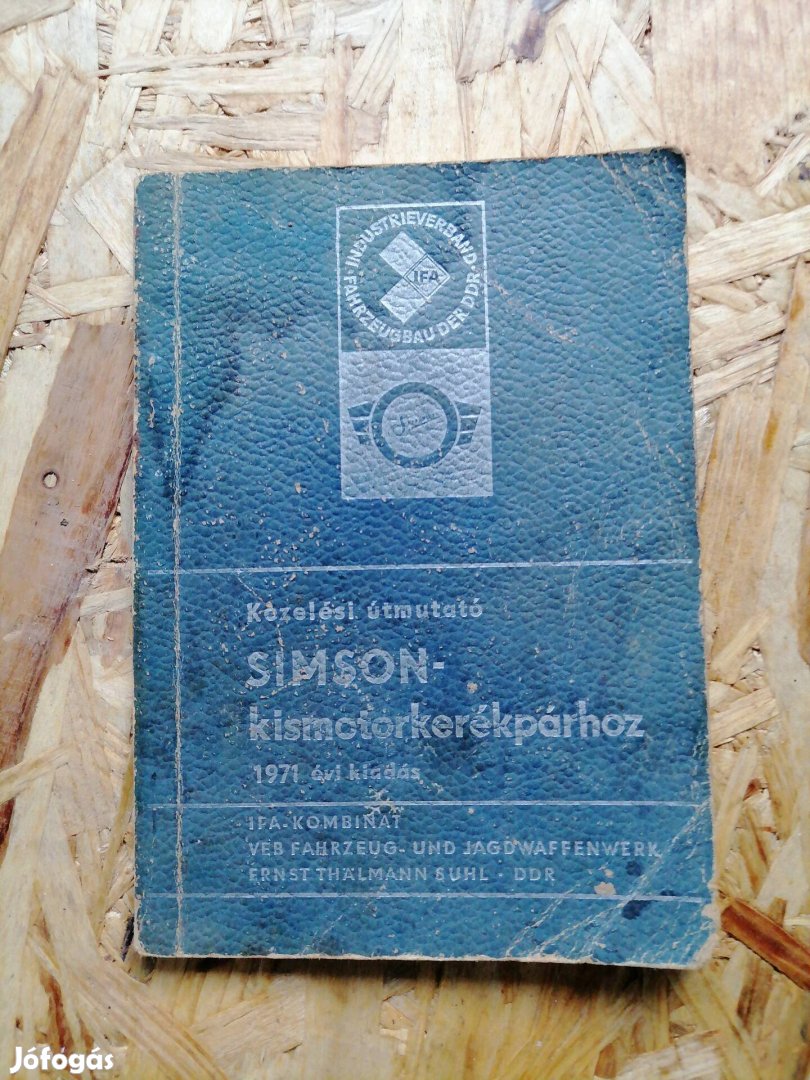 INDUSTRIEVERBAND
FAHRZEUGBAU DER DDR
IFA
Simson
Kezelési útmutató
SIMSON-
kismotorkerékpárhoz
1971 évi kiadás
IFA-KOMBINAT
VEB FAHRZEUG- UND JAGDWAFFENWERK
ERNST THÄLMANN SUHL · DDR
Jófogás